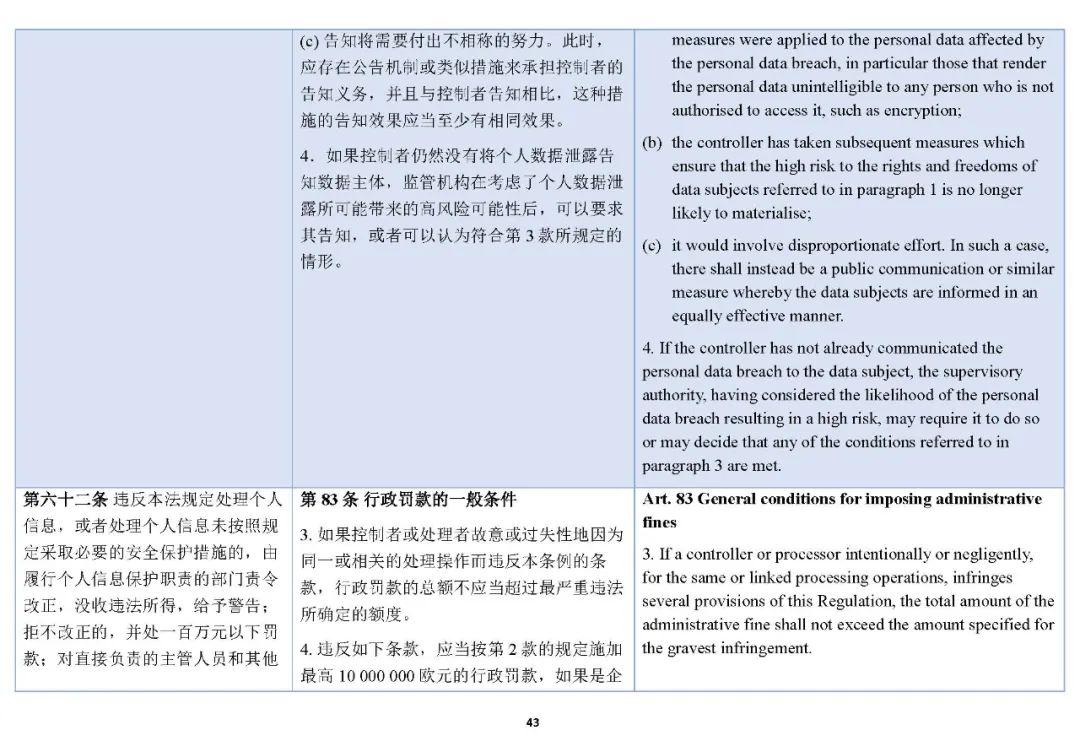 (c) 告知将需要付出不相称的努力。此时，
应存在公告机制或类似措施来承担控制者的
告知义务，并且与控制者告知相比，这种措
施的告知效果应当至少有相同效果。
4．如果控制者仍然没有将个人数据泄露告
知数据主体，监管机构在考虑了个人数据泄
露所可能带来的高风险可能性后，可以要求
其告知，或者可以认为符合第 3 款所规定的
情形。
measures were applied to the personal data affected by
the personal data breach, in particular those that render
the personal data unintelligible to any person who is not
authorised to access it, such as encryption;
(b) the controller has taken subsequent measures which
ensure that the high risk to the rights and freedoms of
data subjects referred to in paragraph 1 is no longer
likely to materialise;
(c) it would involve disproportionate effort. In such a case,
there shall instead be a public communication or similar
measure whereby the data subjects are informed in an
equally effective manner.
4. If the controller has not already communicated the
personal data breach to the data subject, the supervisory
authority, having considered the likelihood of the personal
data breach resulting in a high risk, may require it to do so
or may decide that any of the conditions referred to in
paragraph 3 are met.
第六十二条 违反本法规定处理个人
信息，或者处理个人信息未按照规
定采取必要的安全保护措施的，由
履行个人信息保护职责的部门责令
改正，没收违法所得，给予警告；
拒不改正的，并处一百万元以下罚
款；对直接负责的主管人员和其他
第 83 条 行政罚款的一般条件
3. 如果控制者或处理者故意或过失性地因为
同一或相关的处理操作而违反本条例的条
款，行政罚款的总额不应当超过最严重违法
所确定的额度。
4. 违反如下条款，应当按第 2 款的规定施加
最高 10 000 000 欧元的行政罚款，如果是企
Art. 83 General conditions for imposing administrative
fines
3. If a controller or processor intentionally or negligently,
for the same or linked processing operations, infringes
several provisions of this Regulation, the total amount of the
administrative fine shall not exceed the amount specified for
the gravest infringement.
43